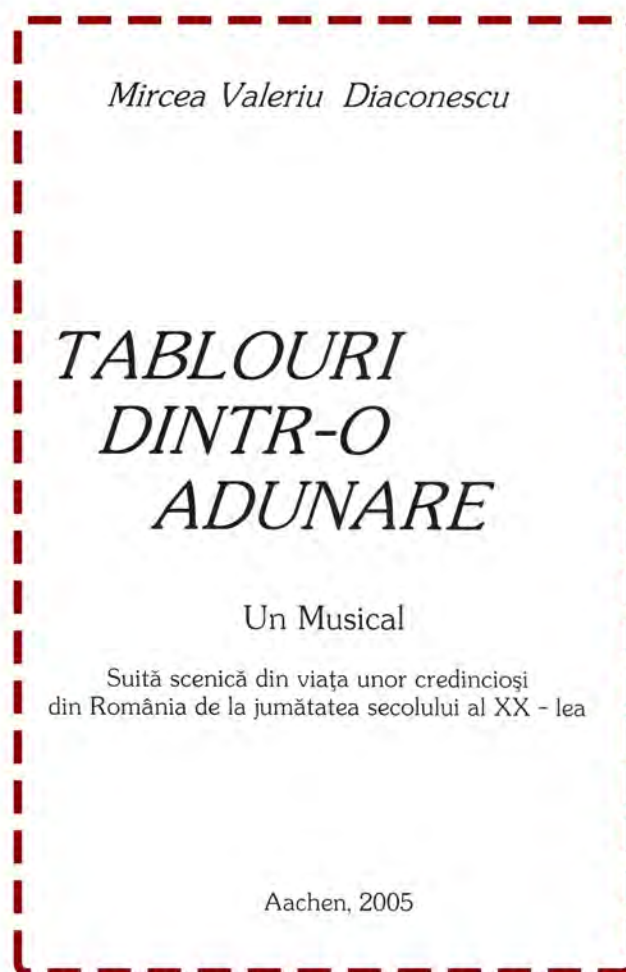 Mircea Valeriu Diaconescu
TABLOURI
DINTR-O
ADUNARE
Un Musical
Suită scenică din viaţa unor credincioşi
din România de la jumătatea secolului al XX - lea
Aachen, 2005